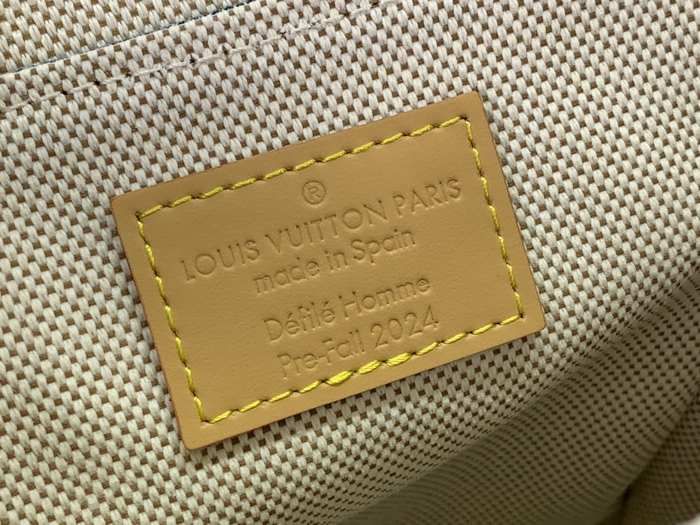 ®
LOUIS VUITTON PARIS
made in Spain
Défilé Homme
Pre-Fall 2024